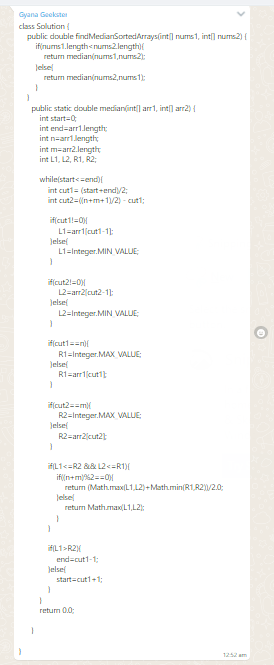 Gyana Geekster
class Solution {
public double findMedianSortedArrays(int[] nums1, int[] nums2) {
if(nums1.length<nums2.length){
return median(nums1,nums2);
}else{
return median(nums2,nums1);
}
}
public static double median(int[] arr1, int[] arr2) {
int start=0;
int end=arr1.length;
int n=arr1.length;
int m=arr2.length;
int L1, L2, R1, R2;
while(start<=end){
int cut1= (start+end)/2;
int cut2=((n+m+1)/2) - cut1;
if(cut1!=0){
L1=arr1[cut1-1];
}else{
L1=Integer.MIN_VALUE;
}
if(cut2!=0){
L2=arr2[cut2-1];
}else{
L2=Integer.MIN_VALUE;
}
if(cut1==n){
R1=Integer.MAX_VALUE;
}else{
R1=arr1[cut1];
}
if(cut2==m){
R2=Integer.MAX_VALUE;
}else{
R2=arr2[cut2];
}
if(L1<=R2 && L2<=R1){
if((n+m)%2==0){
return (Math.max(L1,L2)+Math.min(R1,R2))/2.0;
}else{
return Math.max(L1,L2);
}
}
if(L1>R2){
end=cut1-1;
}else{
start=cut1+1;
}
}
return 0.0;
}
}
12:52 am